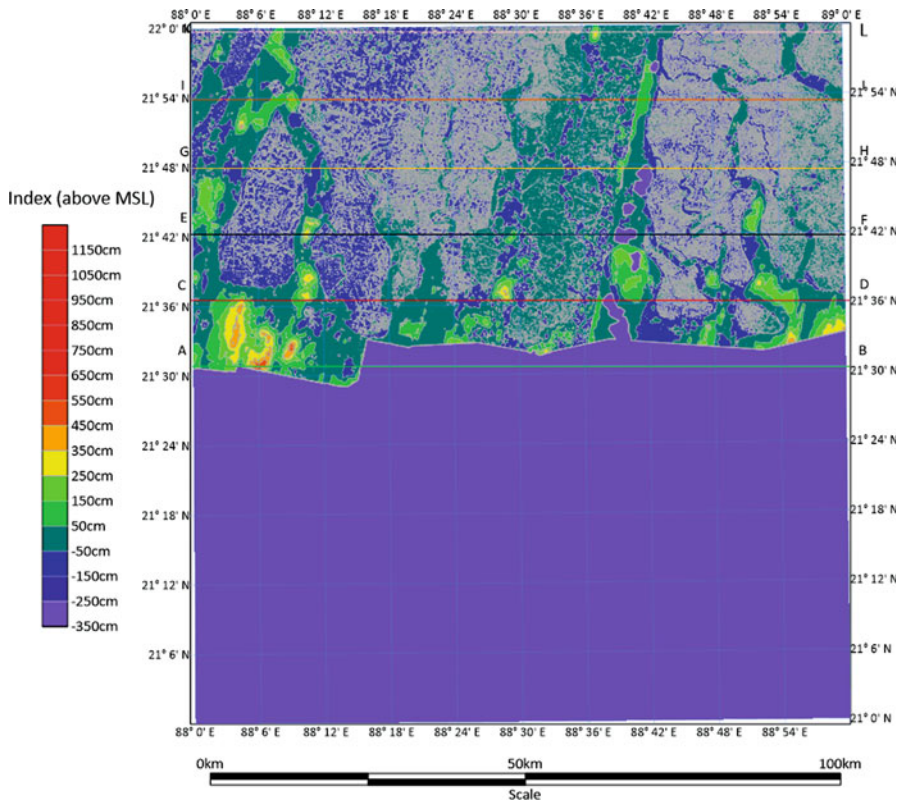 88° 0' E 88° 6' E 88° 12' E 88° 18' E 88° 24' E 88° 30' E 88° 36' E 88° 42' E 88° 48' E 88° 54' E 89° 0' E
22° 0' N K L
I 21° 54' N 21° 54' N
G 21° 48' N H 21° 48' N
Index (above MSL)
E 21° 42' N F 21° 42' N
C 21° 36' N D 21° 36' N
A 21° 30' N B 21° 30' N
21° 24' N 21° 24' N
21° 18' N 21° 18' N
21° 12' N 21° 12' N
21° 6' N 21° 6' N
21° 0' N
1150cm
1050cm
950cm
850cm
750cm
650cm
550cm
450cm
350cm
250cm
150cm
50cm
-50cm
-150cm
-250cm
-350cm
88° 0' E 88° 6' E 88° 12' E 88° 18' E 88° 24' E 88° 30' E 88° 36' E 88° 42' E 88° 48' E 88° 54' E
0km 50km 100km
Scale